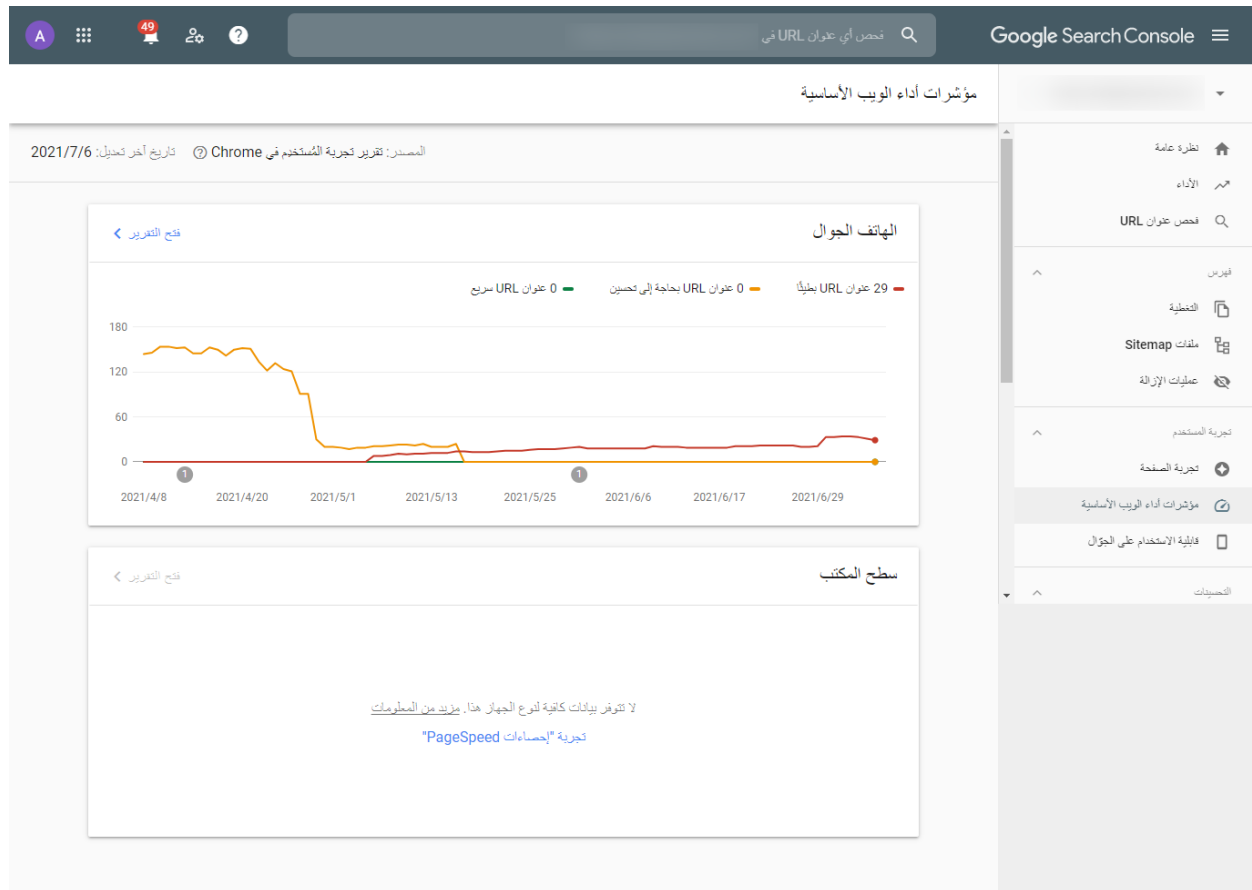 Google Search Console
فحص أي عنوان URL في
49
A
مؤشرات أداء الويب الأساسية
المصدر: تقرير تجربة المُستخدِم في Chrome
تاريخ آخر تعديل: 2021/7/6
نظرة عامة
الأداء
فحص عنوان URL
فهرس
التغطية
ملفات Sitemap
عمليات الإزالة
تجربة المستخدم
تجربة الصفحة
مؤشرات أداء الويب الأساسية
قابلية الاستخدام على الجوّال
التحسينات
الهاتف الجوال
فتح التقرير
29 عنوان URL بطيئًا
0 عنوان URL بحاجة إلى تحسين
0 عنوان URL سريع
180
120
60
0
1
1
2021/4/8
2021/4/20
2021/5/1
2021/5/13
2021/5/25
2021/6/6
2021/6/17
2021/6/29
سطح المكتب
فتح التقرير
لا تتوفر بيانات كافية لنوع الجهاز هذا. مزيد من المعلومات
تجربة "إحصاءات PageSpeed"